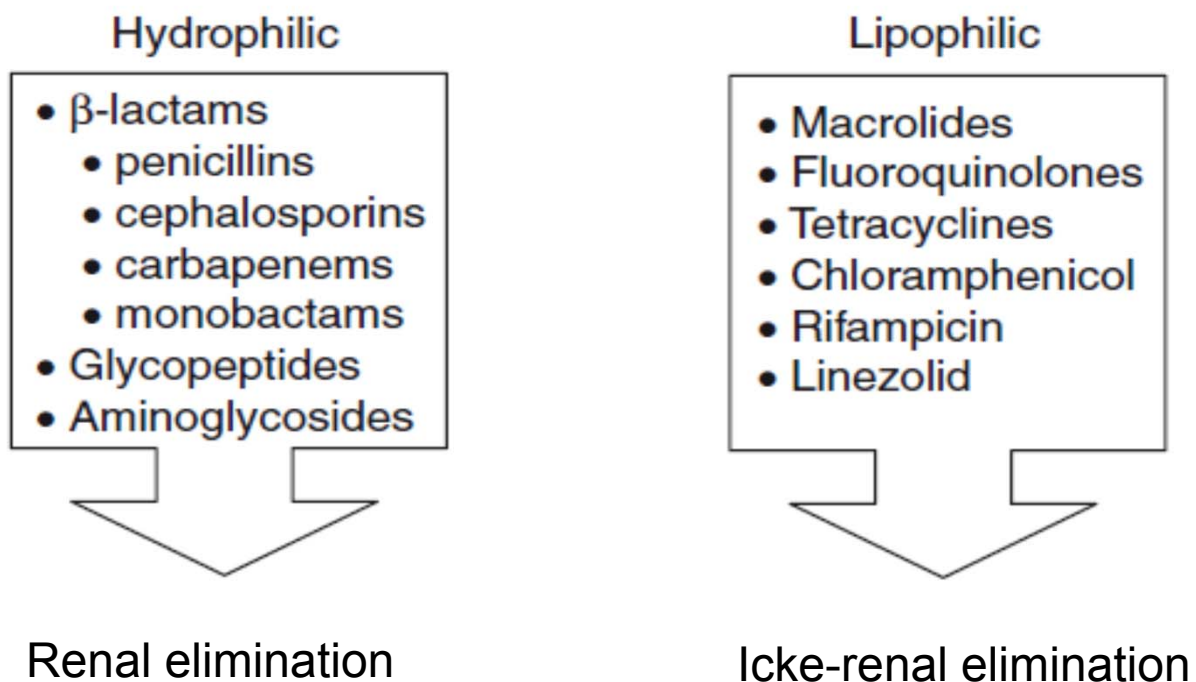 Hydrophilic
• β-lactams
• penicillins
• cephalosporins
• carbapenems
• monobactams
• Glycopeptides
• Aminoglycosides
Renal elimination
Lipophilic
• Macrolides
• Fluoroquinolones
• Tetracyclines
• Chloramphenicol
• Rifampicin
• Linezolid
Icke-renal elimination